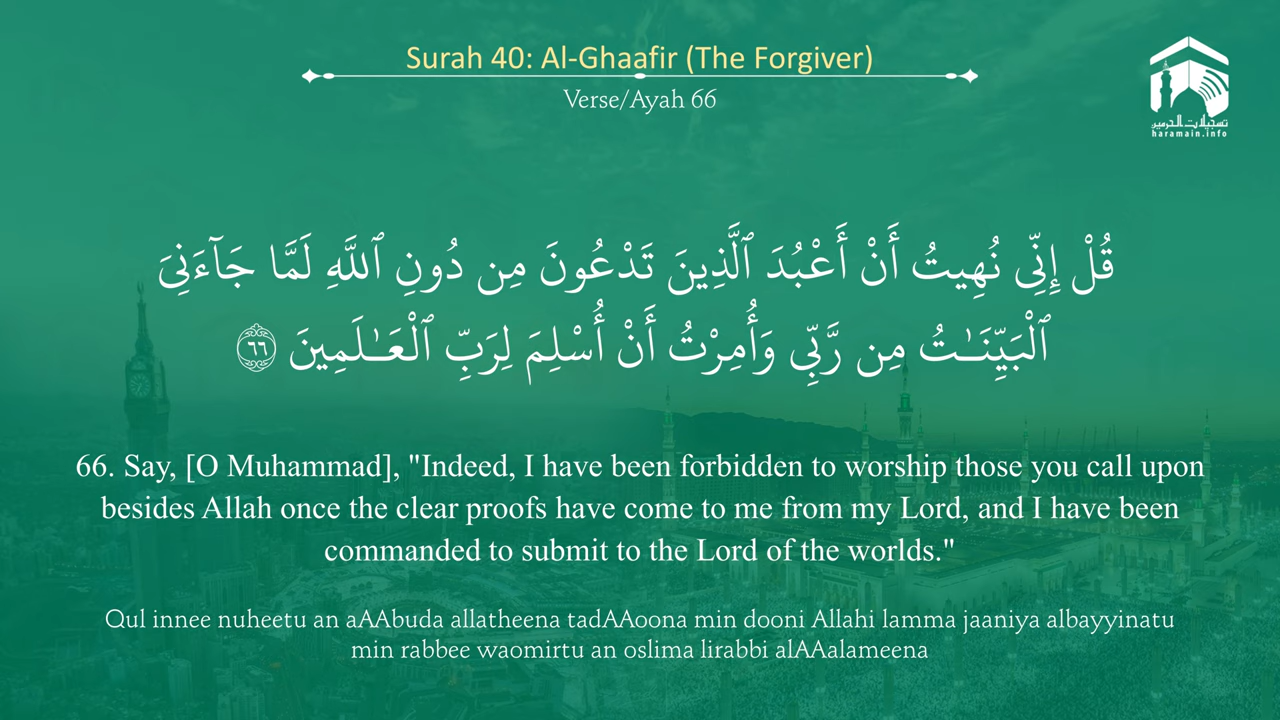 Surah 40: Al-Ghaafir (The Forgiver)
Verse/Ayah 66
تسجيلات الحرمين
haramain.info
قُلْ إِنِّى نُهِيتُ أَنْ أَعْبُدَ ٱلَّذِينَ تَدْعُونَ مِن دُونِ ٱللَّهِ لَمَّا جَآءَنِىَ
ٱلْبَيِّنَـٰتُ مِن رَّبِّى وَأُمِرْتُ أَنْ أُسْلِمَ لِرَبِّ ٱلْعَـٰلَمِينَ ٦٦
66. Say, [O Muhammad], "Indeed, I have been forbidden to worship those you call upon
besides Allah once the clear proofs have come to me from my Lord, and I have been
commanded to submit to the Lord of the worlds."
Qul innee nuheetu an aAAbuda allatheena tadAAoona min dooni Allahi lamma jaaniya albayyinatu
min rabbee waomirtu an oslima lirabbi alAAalameena